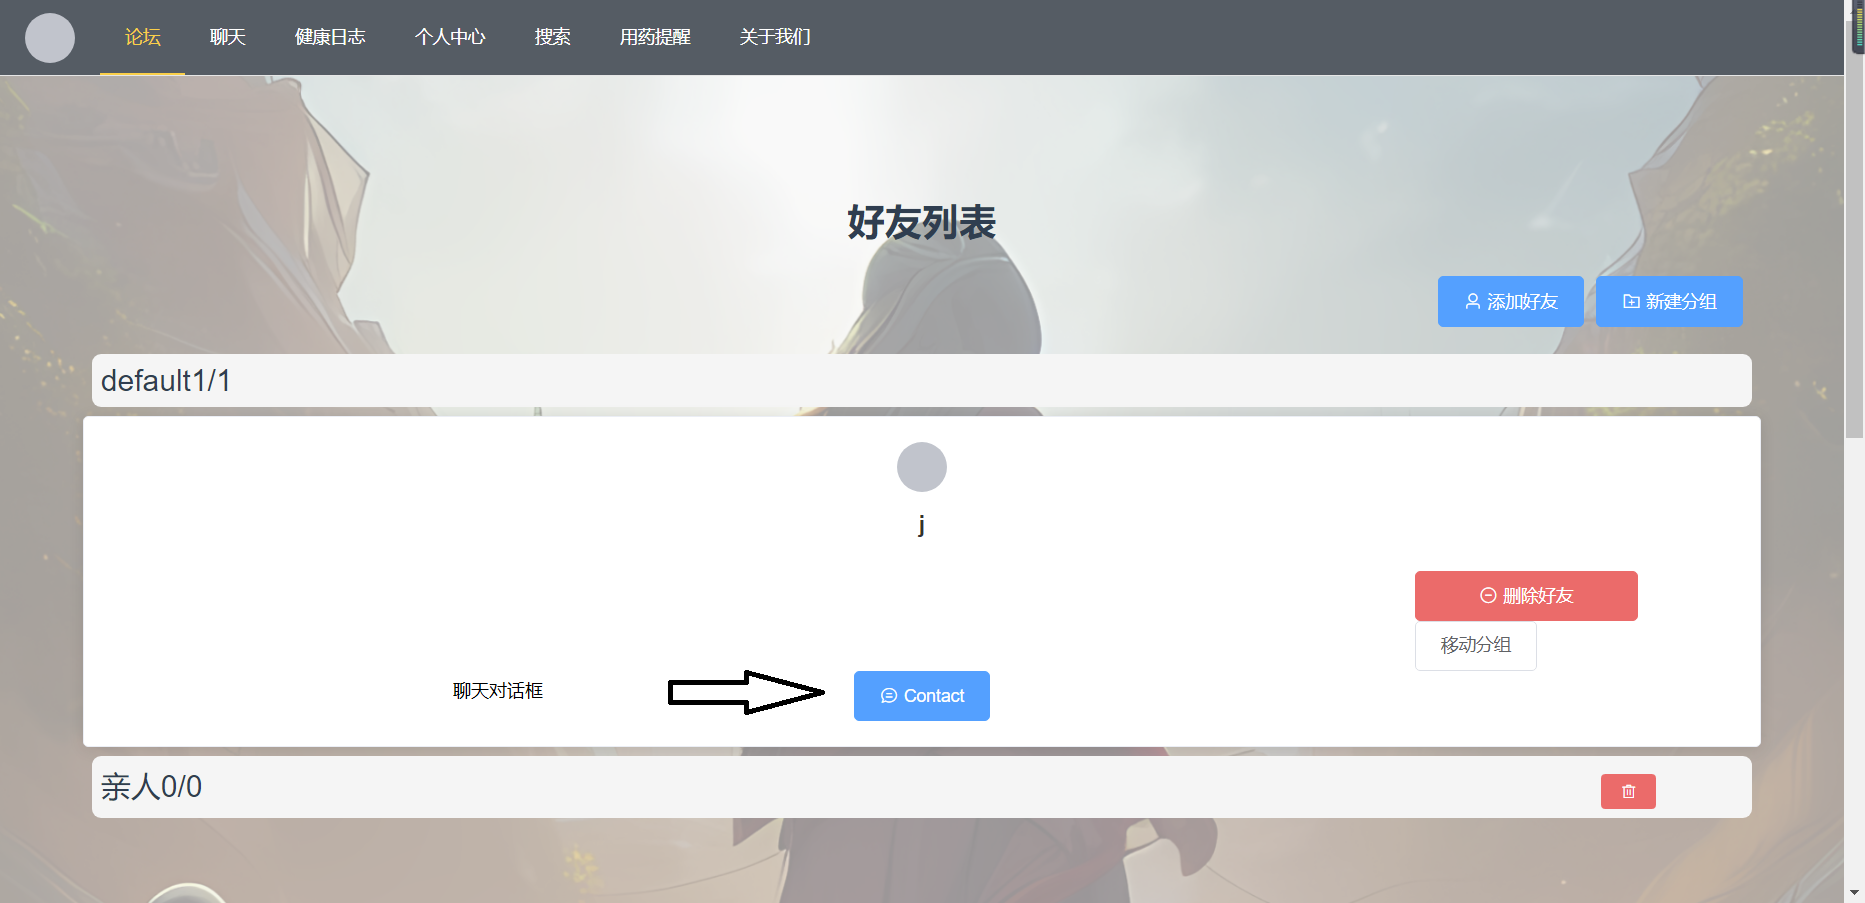 论坛 聊天 健康日志 个人中心 搜索 用药提醒 关于我们
好友列表
添加好友 新建分组
default1/1
j
删除好友
移动分组
聊天对话框 Contact
亲人0/0